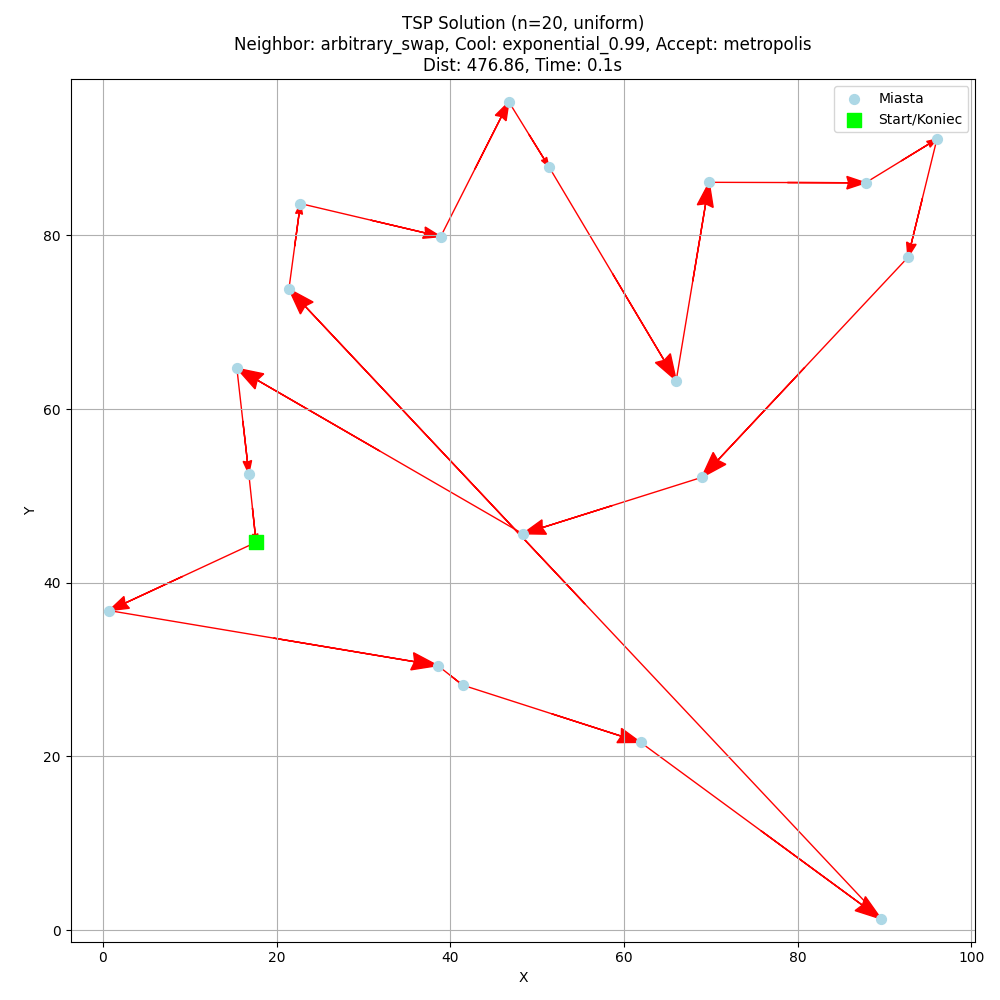 TSP Solution (n=20, uniform)
Neighbor: arbitrary_swap, Cool: exponential_0.99, Accept: metropolis
Dist: 476.86, Time: 0.1s
Miasta
Start/Koniec
Y
80
60
40
20
0
0 20 40 60 80 100
X